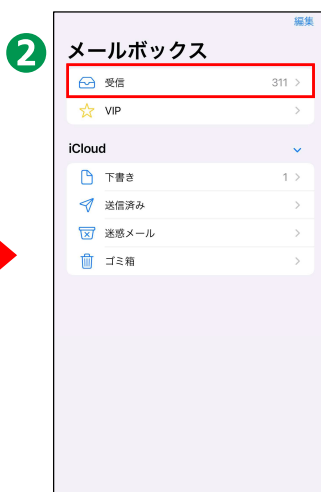 編集
2
メールボックス
受信 311
VIP
iCloud
下書き 1
送信済み
迷惑メール
ゴミ箱